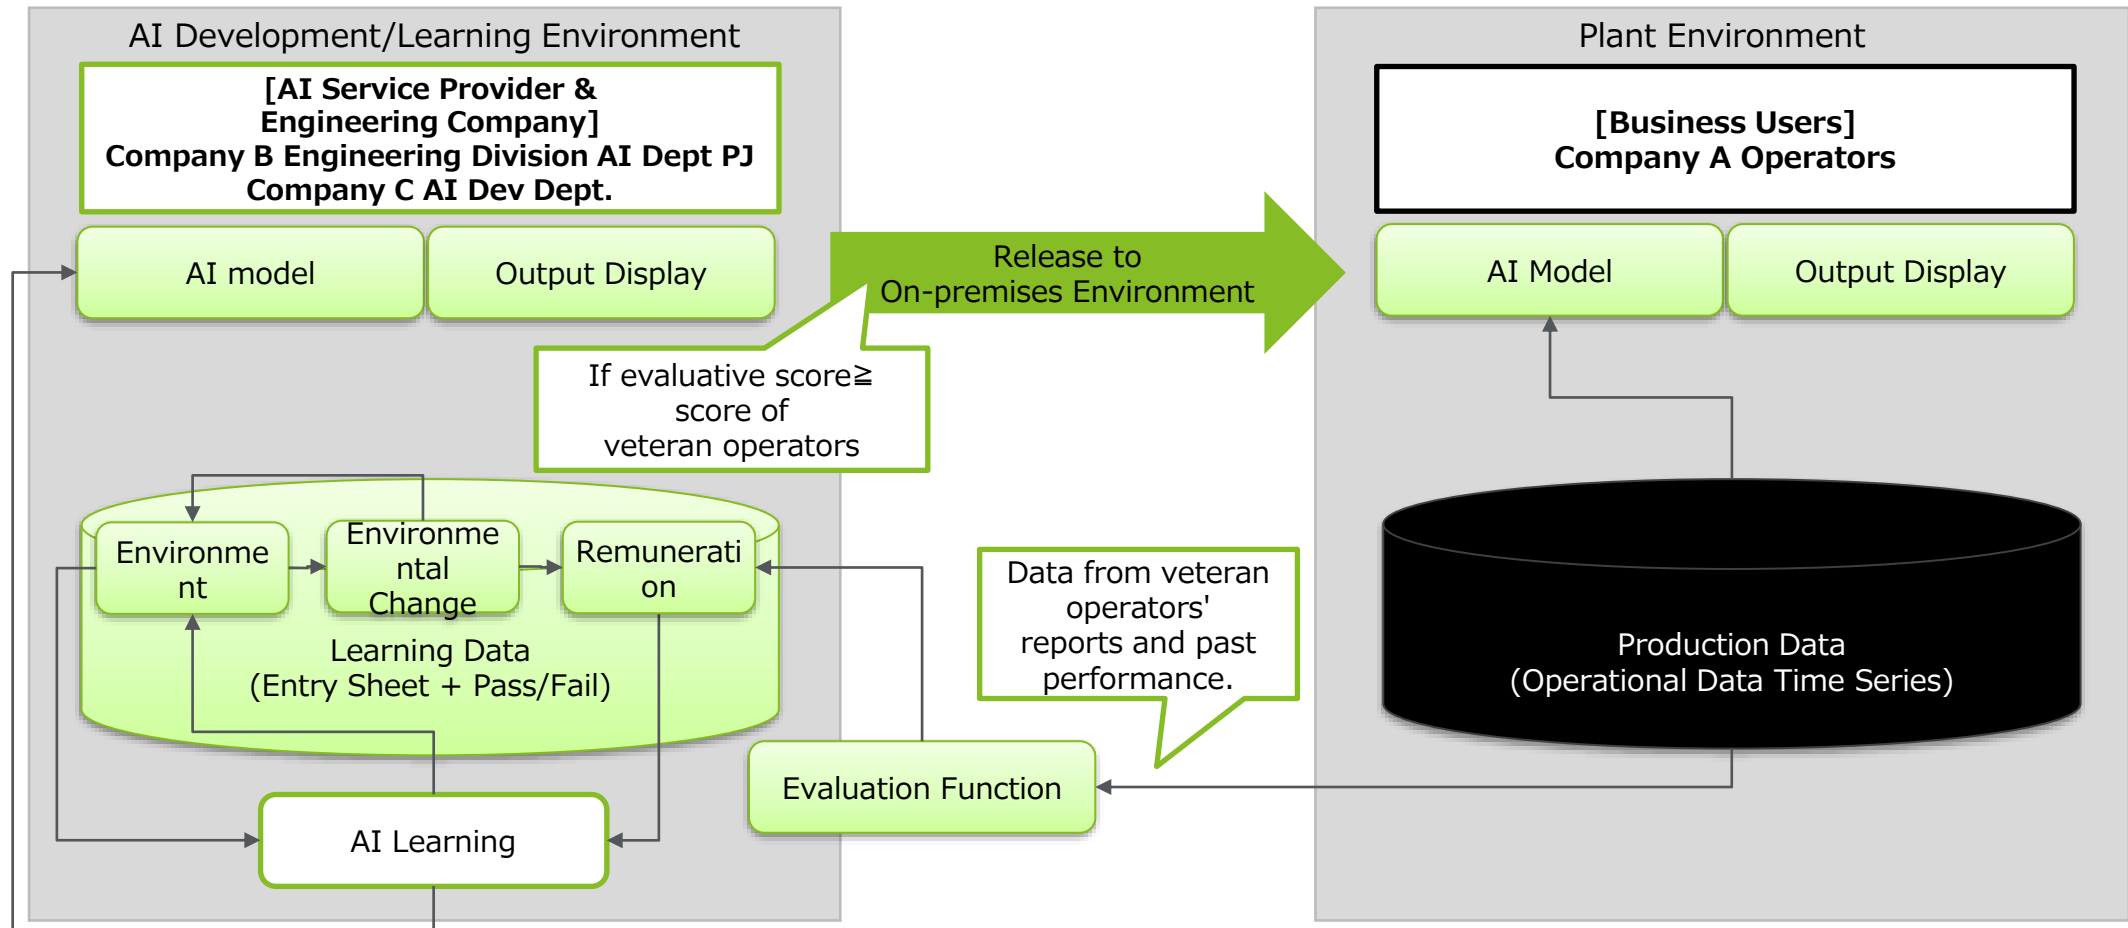 AI Development/Learning Environment
[AI Service Provider &
Engineering Company]
Company B Engineering Division AI Dept PJ
Company C AI Dev Dept.
AI model
Output Display
Release to
On-premises Environment
If evaluative score≧
score of
veteran operators
Plant Environment
[Business Users]
Company A Operators
AI Model
Output Display
Environme
nt
Environme
ntal
Change
Remunerati
on
Learning Data
(Entry Sheet + Pass/Fail)
AI Learning
Data from veteran
operators'
reports and past
performance.
Evaluation Function
Production Data
(Operational Data Time Series)